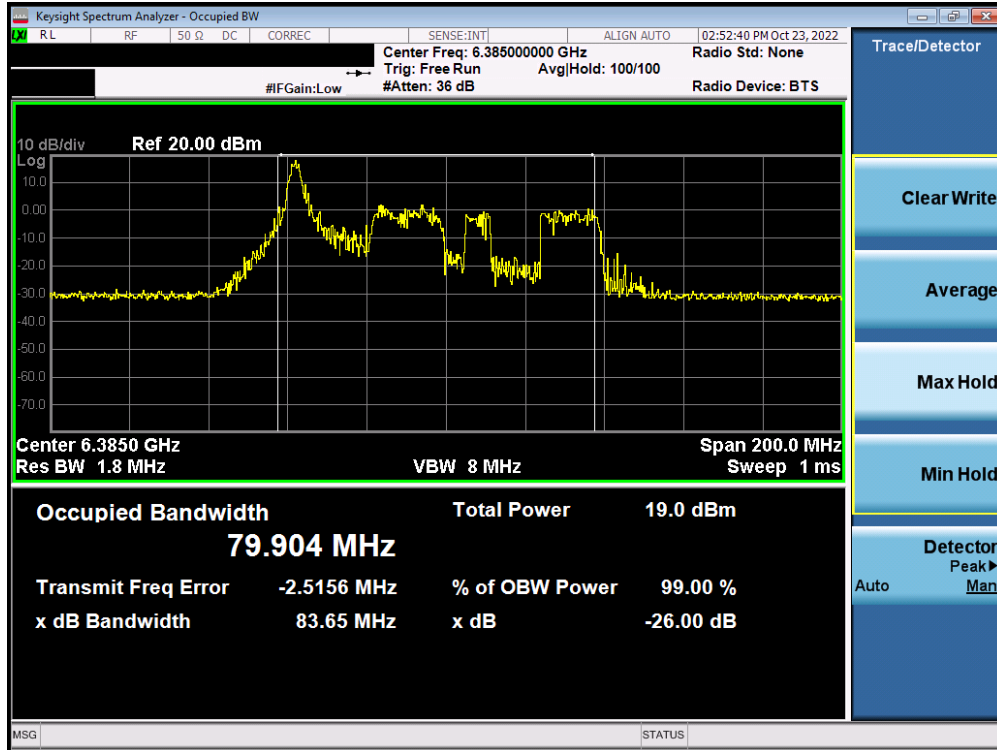 Keysight Spectrum Analyzer - Occupied BW
LXI RL RF 50 Ω DC CORREC SENSE:INT ALIGN AUTO 02:52:40 PM Oct 23, 2022
Center Freq: 6.385000000 GHz Radio Std: None
Trig: Free Run Avg|Hold: 100/100
#IFGain:Low #Atten: 36 dB Radio Device: BTS
10 dB/div Ref 20.00 dBm
Log
10.0
0.00
-10.0
-20.0
-30.0
-40.0
-50.0
-60.0
-70.0
Center 6.3850 GHz Span 200.0 MHz
Res BW 1.8 MHz VBW 8 MHz Sweep 1 ms
Occupied Bandwidth Total Power 19.0 dBm
79.904 MHz
Transmit Freq Error -2.5156 MHz % of OBW Power 99.00 %
x dB Bandwidth 83.65 MHz x dB -26.00 dB
MSG STATUS
Trace/Detector
Clear Write
Average
Max Hold
Min Hold
Detector
Peak▶
Auto Man